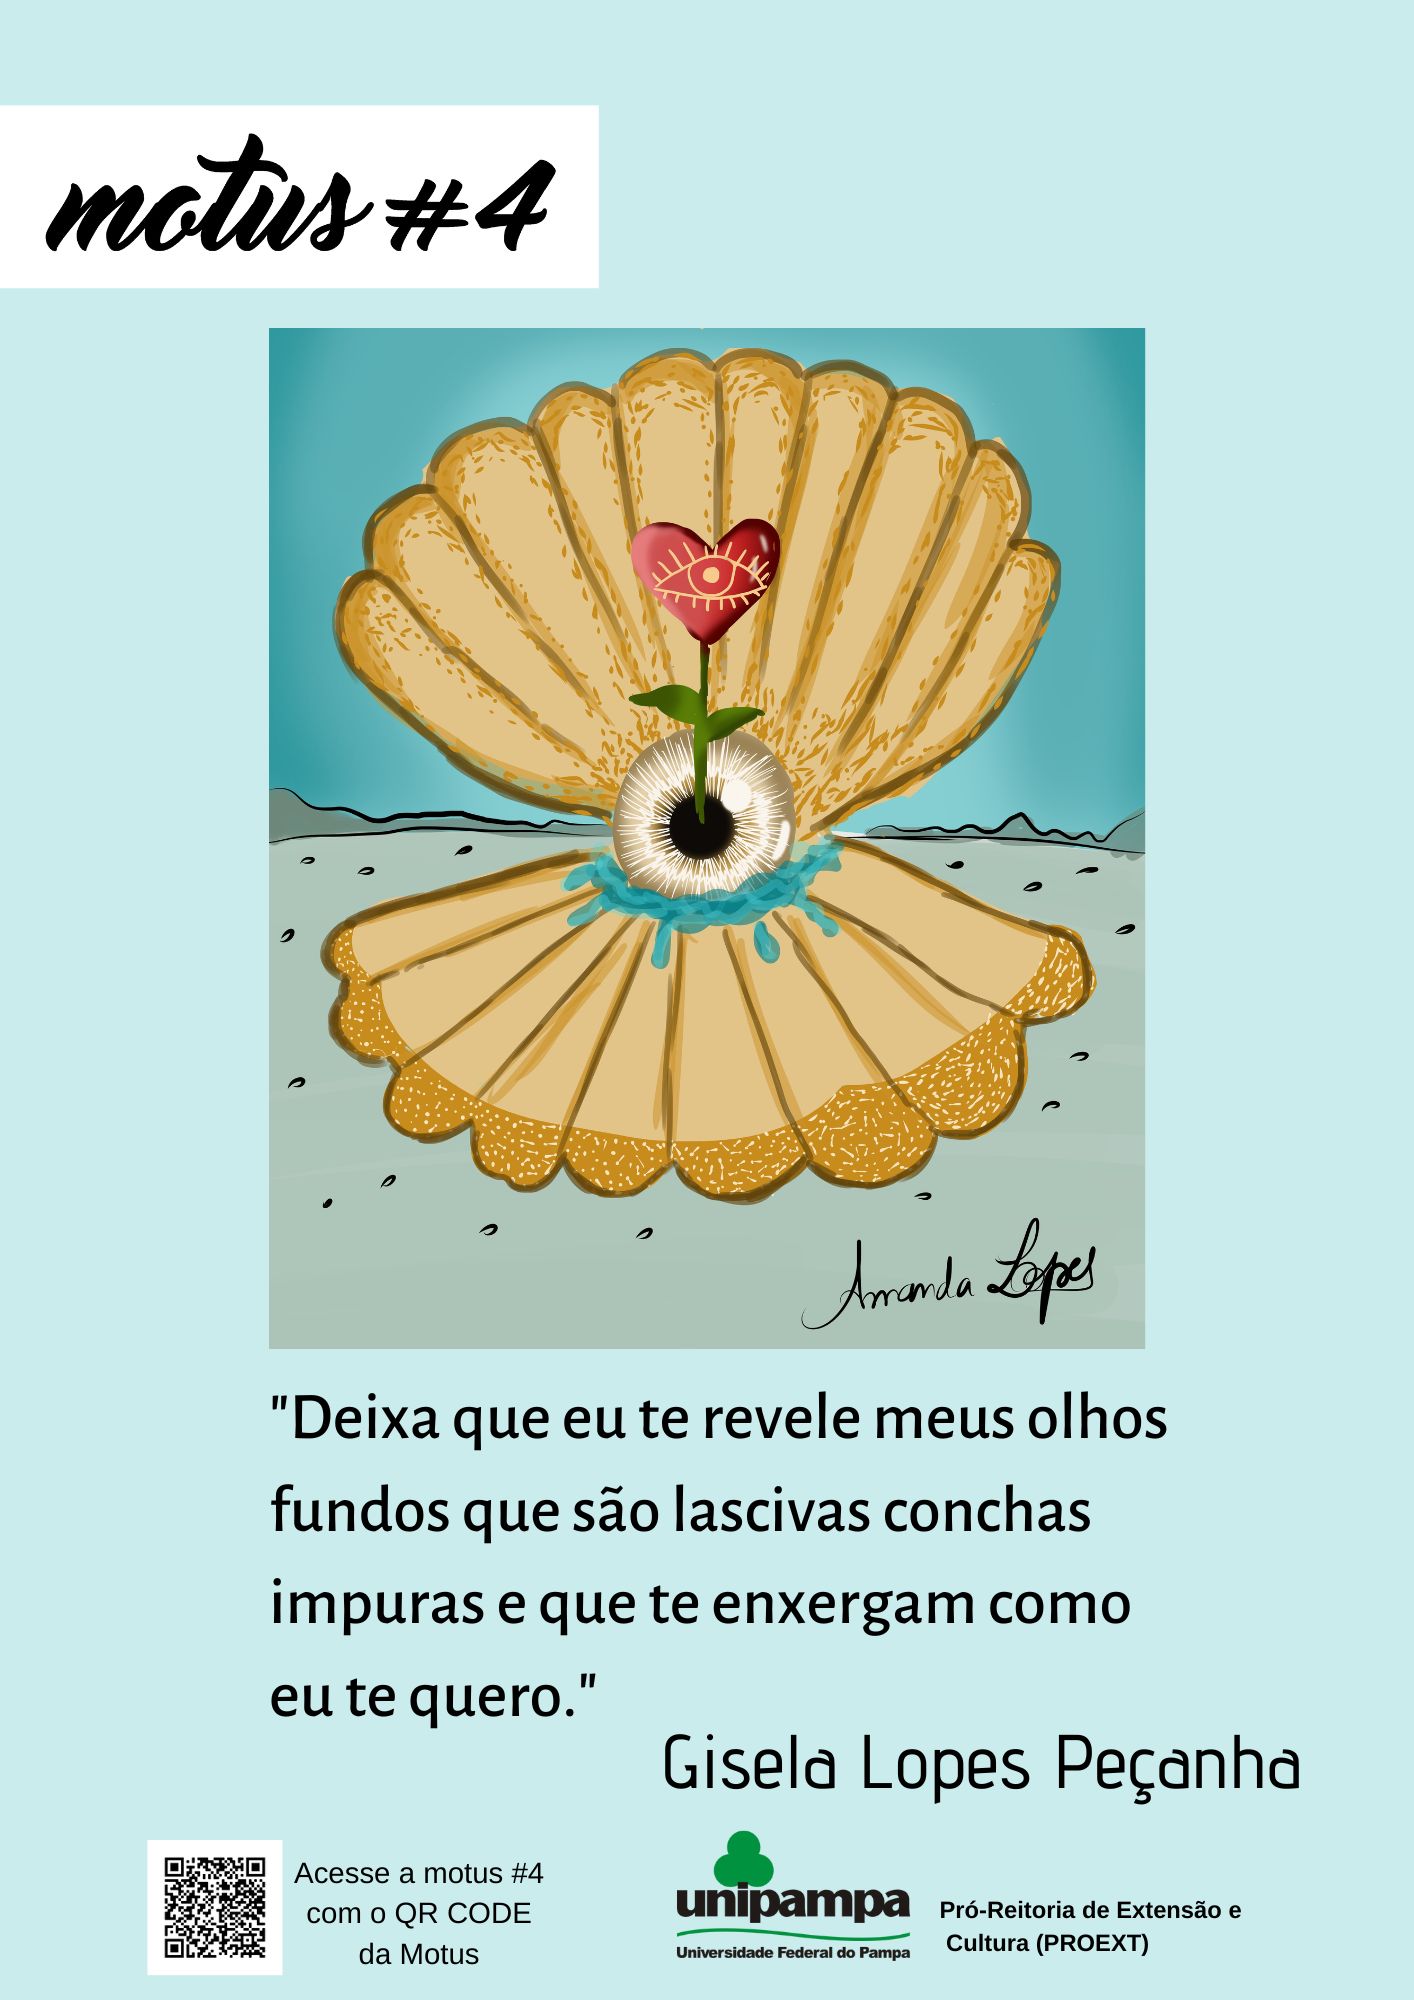 motus #4
Amanda Lopes
"Deixa que eu te revele meus olhos
fundos que são lascivas conchas
impuras e que te enxergam como
eu te quero."
Gisela Lopes Peçanha
Acesse a motus #4
com o QR CODE
da Motus
unipampa
Universidade Federal do Pampa
Pró-Reitoria de Extensão e
Cultura (PROEXT)